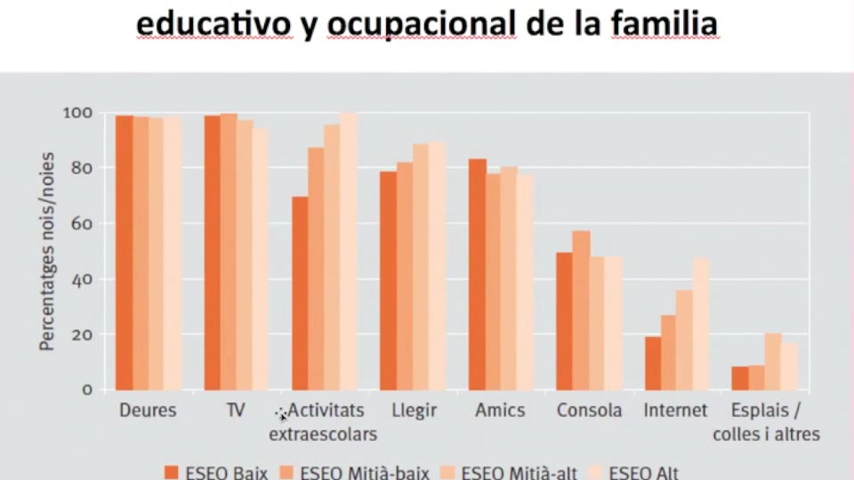 educativo y ocupacional de la familia
Percentatges nois/noies
100
80
60
40
20
0
Deures
TV
Activitats
extraescolars
Llegir
Amics
Consola
Internet
Esplais /
colles i altres
ESEO Baix
ESEO Mitjà-baix
ESEO Mitjà-alt
ESEO Alt